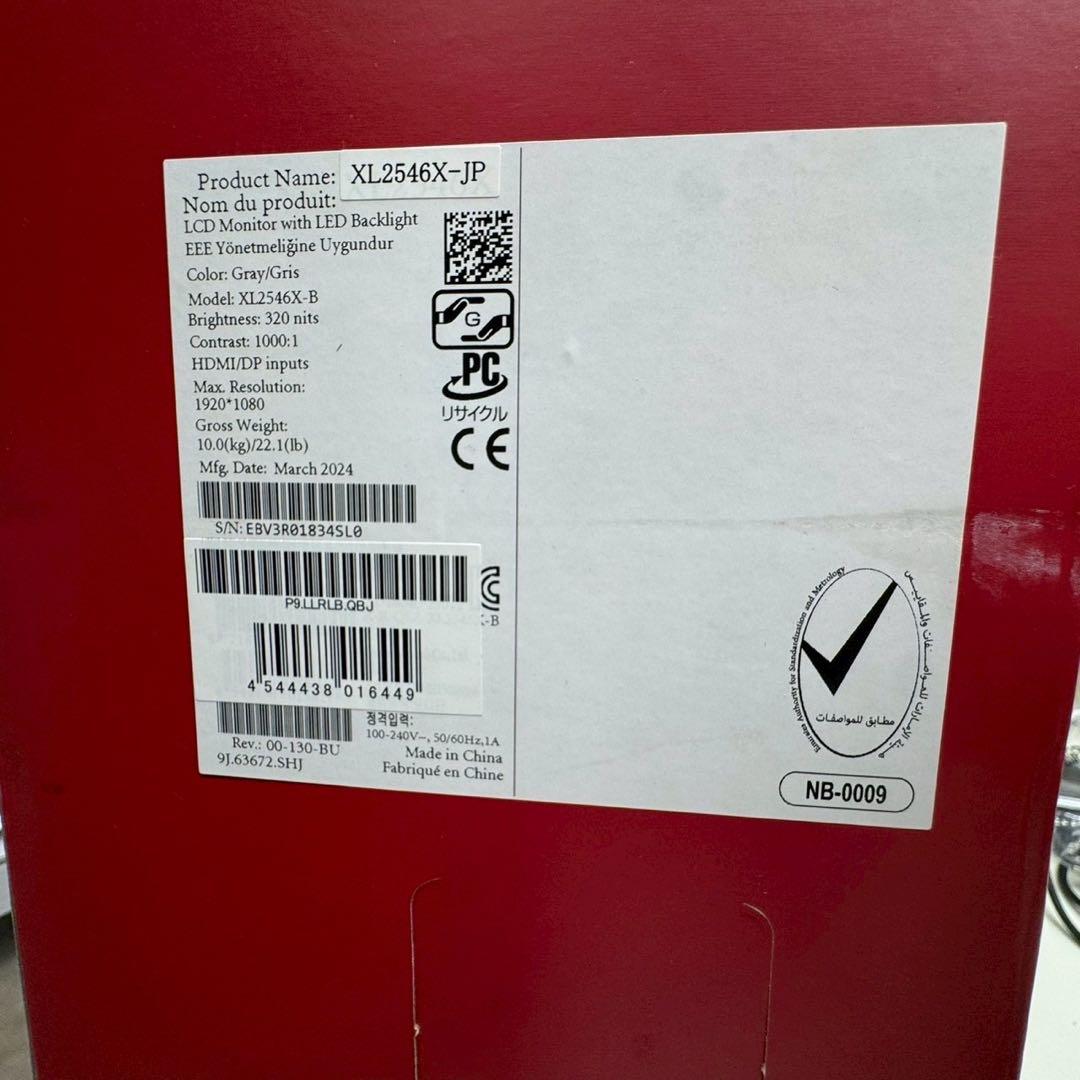 Product Name: XL2546X-JP
Nom du produit:
LCD Monitor with LED Backlight
EEE Yönetmeliğine Uygundur
Color: Gray/Gris
Model: XL2546X-B
Brightness: 320 nits
Contrast: 1000:1
HDMI/DP inputs
Max. Resolution:
1920*1080
Gross Weight:
10.0(kg)/22.1(lb)
Mfg. Date: March 2024
S/N: EBV3R01834SL0
G
PC
リサイクル
CE
P9.LLRLB.QBJ
-B
4 544438 016449
정격입력:
100-240V~, 50/60Hz,1A
Rev.: 00-130-BU
Made in China
9J.63672.SHJ
Fabriqué en Chine
Emirates Authority for Standardization and Metrology
هيئة الإمارات للمواصفات والمقاييس
مطابق للمواصفات
NB-0009